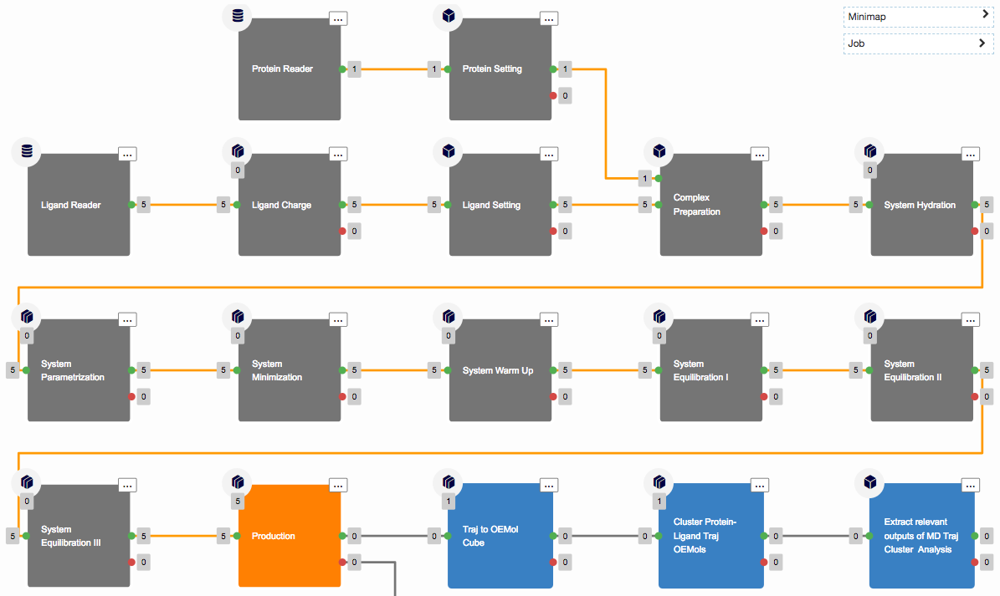 ...
...
Minimap
Job
Protein Reader
1
1
Protein Setting
1
0
...
...
...
...
...
0
0
1
Ligand Reader
5
5
Ligand Charge
5
5
Ligand Setting
5
5
Complex
Preparation
5
5
System Hydration
5
0
0
0
0
...
...
...
...
...
0
0
0
0
0
5
System
Parametrization
5
5
System
Minimization
5
5
System Warm Up
5
5
System
Equilibration I
5
5
System
Equilibration II
5
0
0
0
0
0
...
...
...
...
...
0
5
1
1
5
System
Equilibration III
5
5
Production
0
0
Traj to OEMol
Cube
0
0
Cluster Protein-
Ligand Traj
OEMols
0
0
Extract relevant
outputs of MD Traj
Cluster Analysis
0
0
0
0
0
0